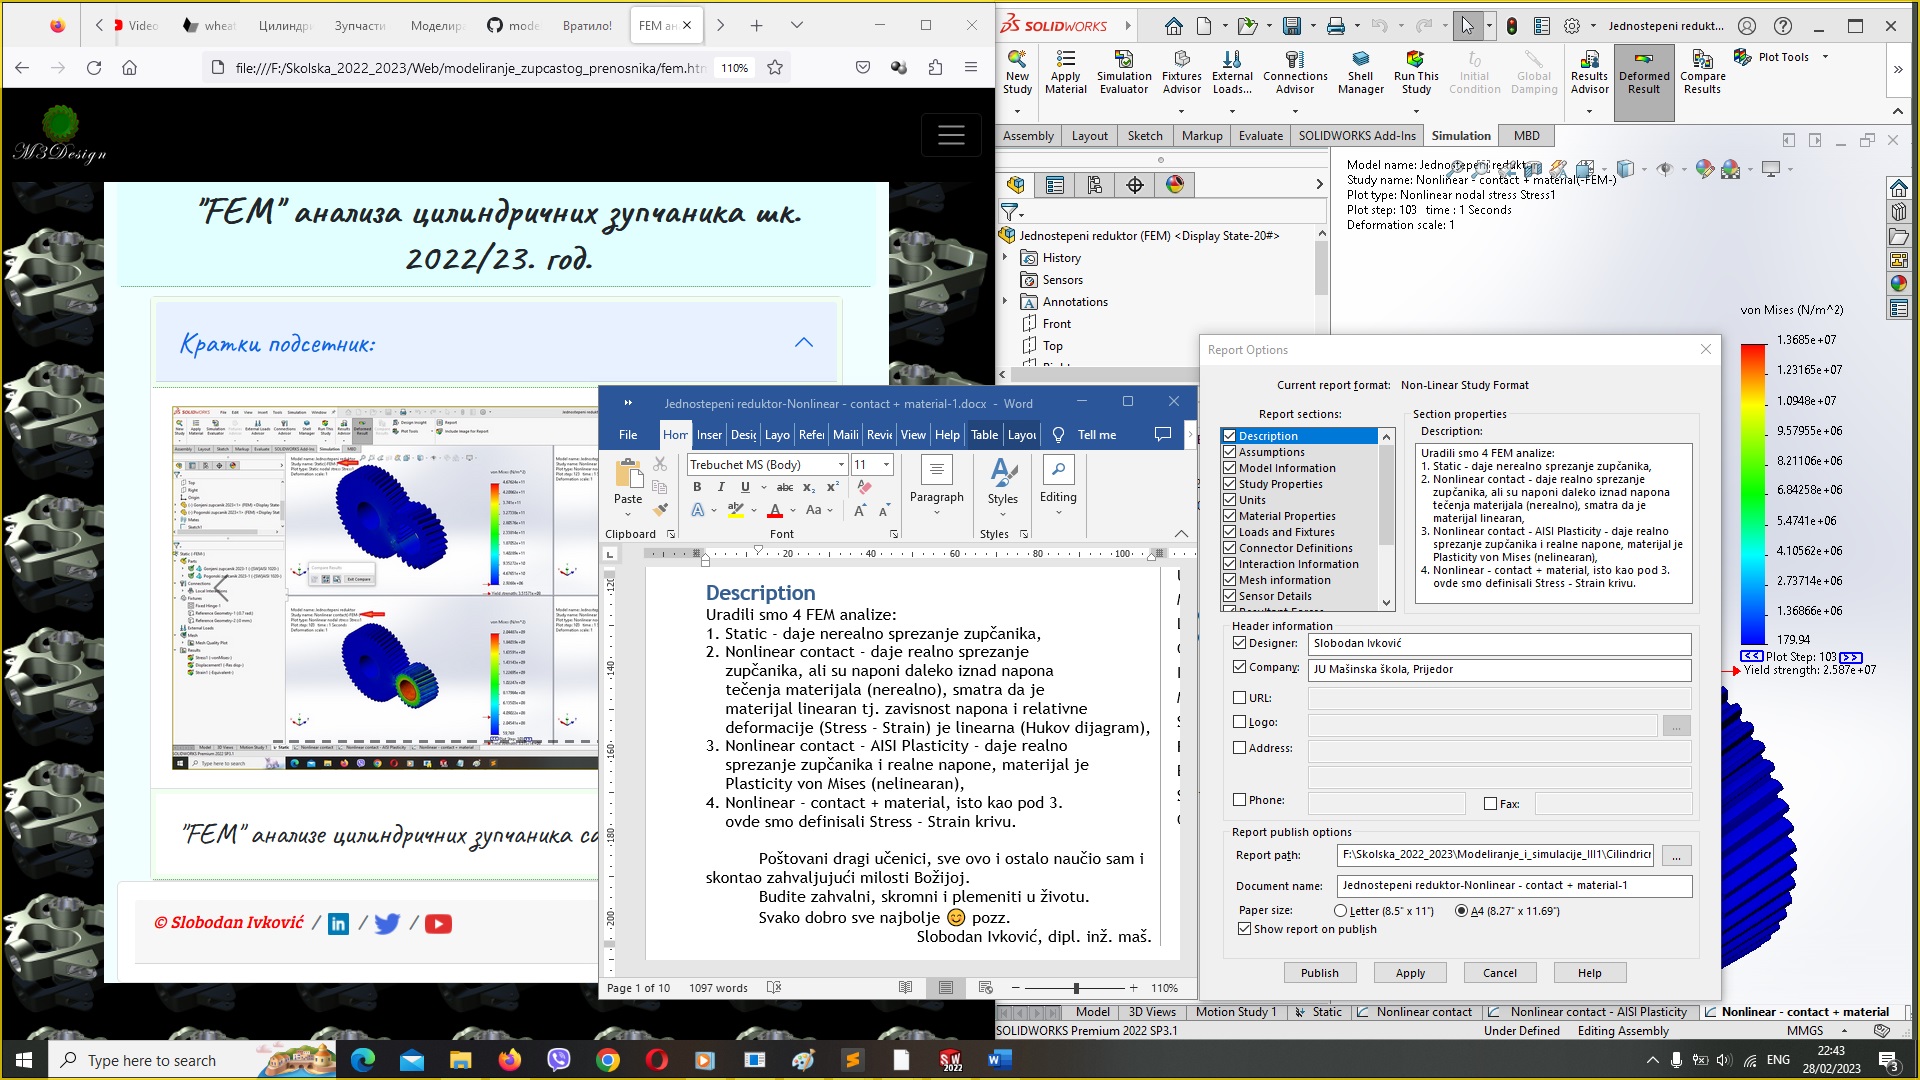 Video
wheat
Цилиндри
Зупчасти
Моделира
mode
Вратило!
FEM ан
file:///F:/Skolska_2022_2023/Web/modeliranje_zupcastog_prenosnika/fem.htm
110%
M3Design
"FEM" анализа цилиндричних зупчаника шк.
2022/23. год.
Кратки подсетник:
"FEM" анализе цилиндричних зупчаника са
© Slobodan Ivković / / /
Jednostepeni reduktor-Nonlinear - contact + material-1.docx - Word
File Hom Inser Desig Layo Refer Maili Revie View Help Table Layou Tell me
Paste
Clipboard
Trebuchet MS (Body) 11
Font
Paragraph
Styles
Styles
Editing
20 40 60 80 100
Description
Uradili smo 4 FEM analize:
1. Static - daje nerealno sprezanje zupčanika,
2. Nonlinear contact - daje realno sprezanje
zupčanika, ali su naponi daleko iznad napona
tečenja materijala (nerealno), smatra da je
materijal linearan tj. zavisnost napona i relativne
deformacije (Stress - Strain) je linearna (Hukov dijagram),
3. Nonlinear contact - AISI Plasticity - daje realno
sprezanje zupčanika i realne napone, materijal je
Plasticity von Mises (nelinearan),
4. Nonlinear - contact + material, isto kao pod 3.
ovde smo definisali Stress - Strain krivu.
Poštovani dragi učenici, sve ovo i ostalo naučio sam i
skontao zahvaljujući milosti Božijoj.
Budite zahvalni, skromni i plemeniti u životu.
Svako dobro sve najbolje 😊 pozz.
Slobodan Ivković, dipl. inž. maš.
Page 1 of 10 1097 words
110%
SOLIDWORKS
Jednostepeni redukt...
New Study
Apply Material
Simulation Evaluator
Fixtures Advisor
External Loads...
Connections Advisor
Shell Manager
Run This Study
Initial Condition
Global Damping
Results Advisor
Deformed Result
Compare Results
Plot Tools
Assembly Layout Sketch Markup Evaluate SOLIDWORKS Add-Ins Simulation MBD
Jednostepeni reduktor (FEM) <Display State-20#>
History
Sensors
Annotations
Front
Top
Model name: Jednostepeni reduktor
Study name: Nonlinear - contact + material(-FEM-)
Plot type: Nonlinear nodal stress Stress1
Plot step: 103 time : 1 Seconds
Deformation scale: 1
von Mises (N/m^2)
1.3685e+07
1.23165e+07
1.0948e+07
9.57955e+06
8.21106e+06
6.84258e+06
5.4741e+06
4.10562e+06
2.73714e+06
1.36866e+06
179.94
Plot Step: 103
Yield strength: 2.587e+07
Report Options
Current report format: Non-Linear Study Format
Report sections:
Description
Assumptions
Model Information
Study Properties
Units
Material Properties
Loads and Fixtures
Connector Definitions
Interaction Information
Mesh information
Sensor Details
Section properties
Description:
Uradili smo 4 FEM analize:
1. Static - daje nerealno sprezanje zupčanika,
2. Nonlinear contact - daje realno sprezanje
zupčanika, ali su naponi daleko iznad napona
tečenja materijala (nerealno), smatra da je
materijal linearan,
3. Nonlinear contact - AISI Plasticity - daje realno
sprezanje zupčanika i realne napone, materijal je
Plasticity von Mises (nelinearan),
4. Nonlinear - contact + material, isto kao pod 3.
ovde smo definisali Stress - Strain krivu.
Header information
Designer: Slobodan Ivković
Company: JU Mašinska škola, Prijedor
URL:
Logo: ...
Address:
Phone: Fax:
Report publish options
Report path: F:\Skolska_2022_2023\Modeliranje_i_simulacije_III1\Cilindricr ...
Document name: Jednostepeni reduktor-Nonlinear - contact + material-1
Paper size: Letter (8.5" x 11") A4 (8.27" x 11.69")
Show report on publish
Publish Apply Cancel Help
Model 3D Views Motion Study 1 Static Nonlinear contact Nonlinear contact - AISI Plasticity Nonlinear - contact + material
SOLIDWORKS Premium 2022 SP3.1 Under Defined Editing Assembly MMGS
Type here to search
ENG
22:43
28/02/2023
3